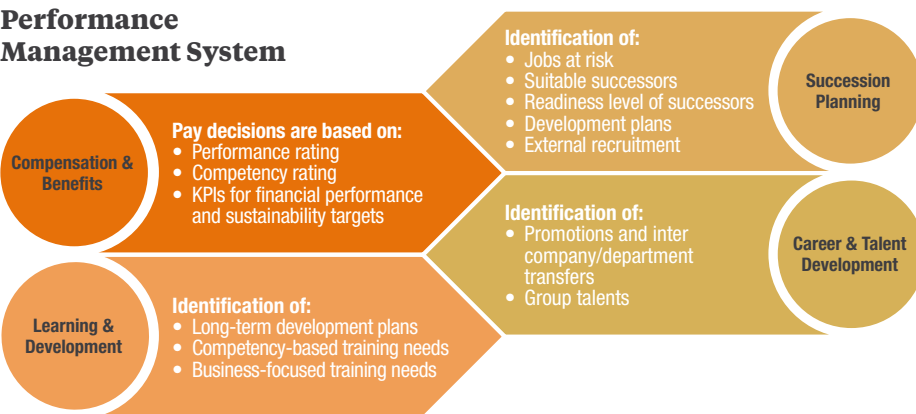 Performance
Management System
Compensation &
Benefits
Pay decisions are based on:
• Performance rating
• Competency rating
• KPIs for financial performance
and sustainability targets
Learning &
Development
Identification of:
• Long-term development plans
• Competency-based training needs
• Business-focused training needs
Identification of:
• Jobs at risk
• Suitable successors
• Readiness level of successors
• Development plans
• External recruitment
Succession
Planning
Identification of:
• Promotions and inter
company/department
transfers
• Group talents
Career & Talent
Development